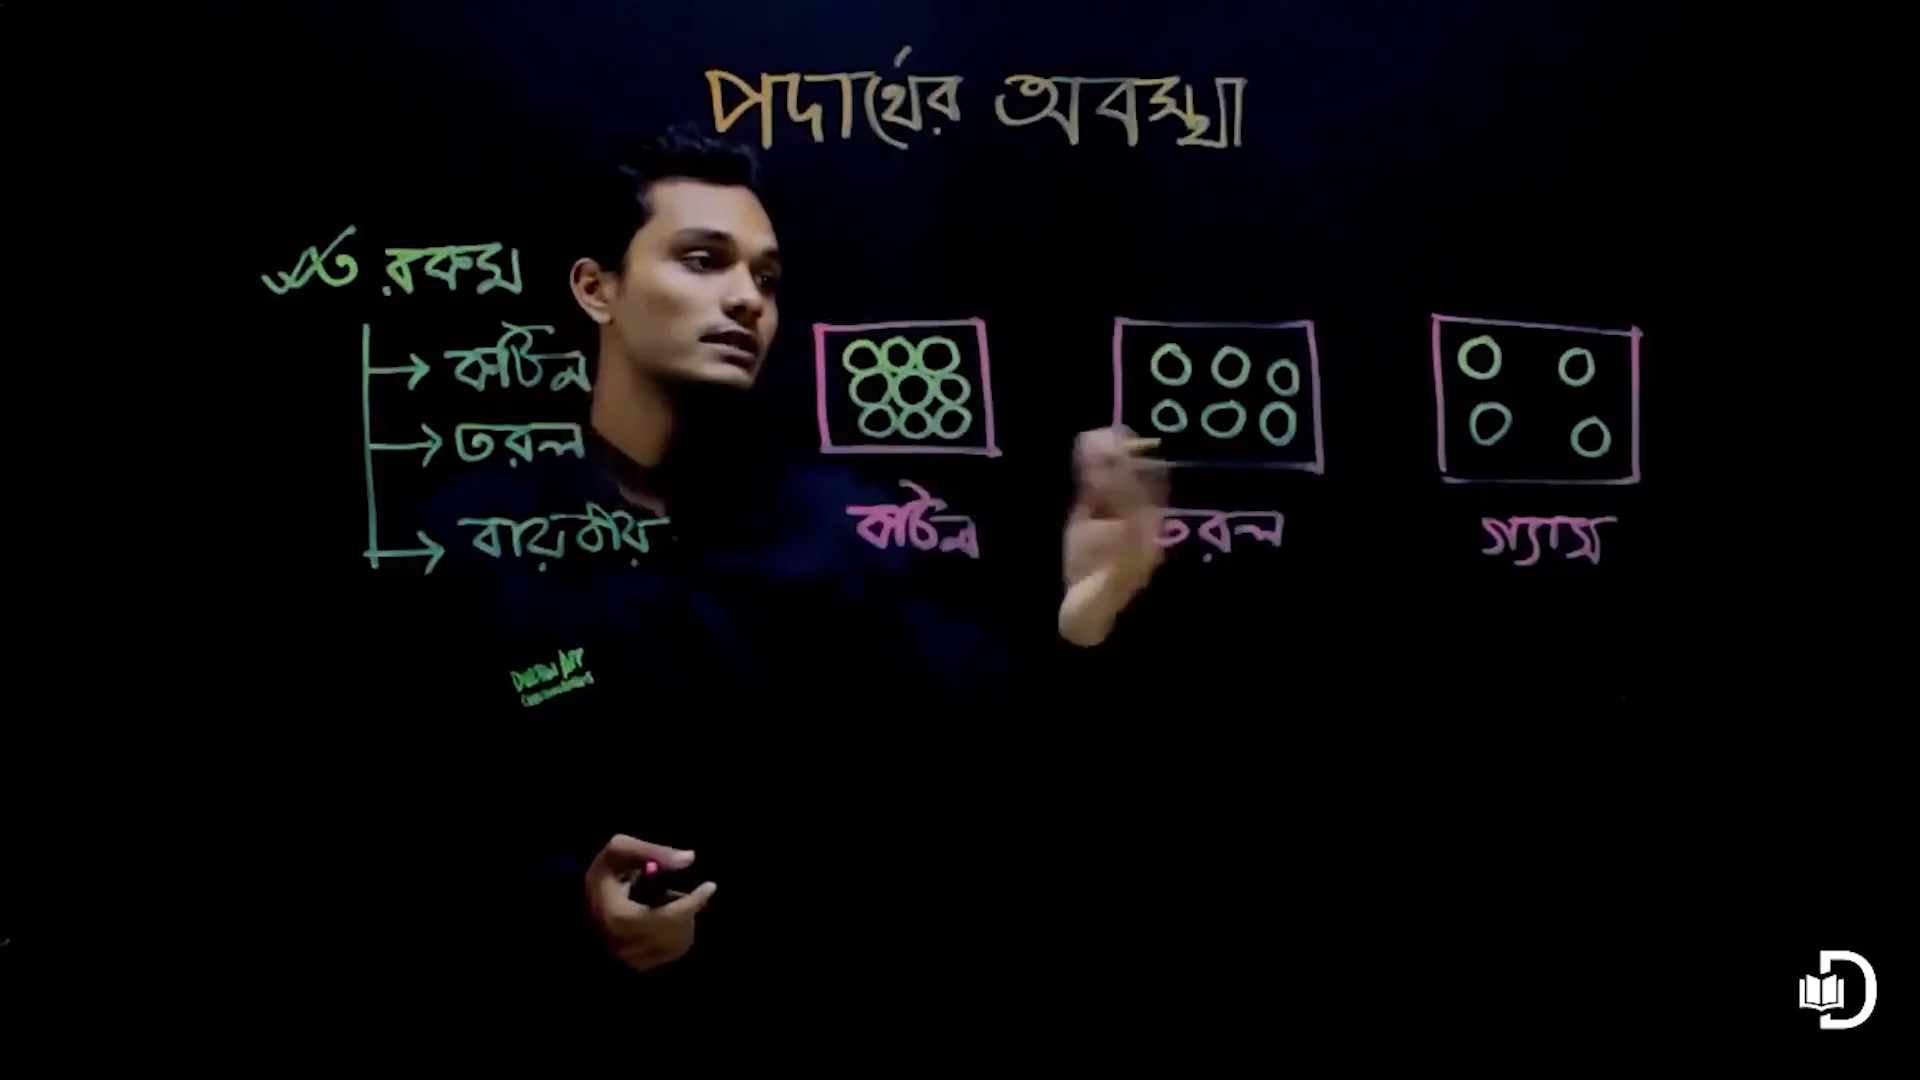 পদার্থের অবস্থা
৩ রকম
কঠিন
তরল
বায়বীয়
কঠিন
তরল
গ্যাস
D